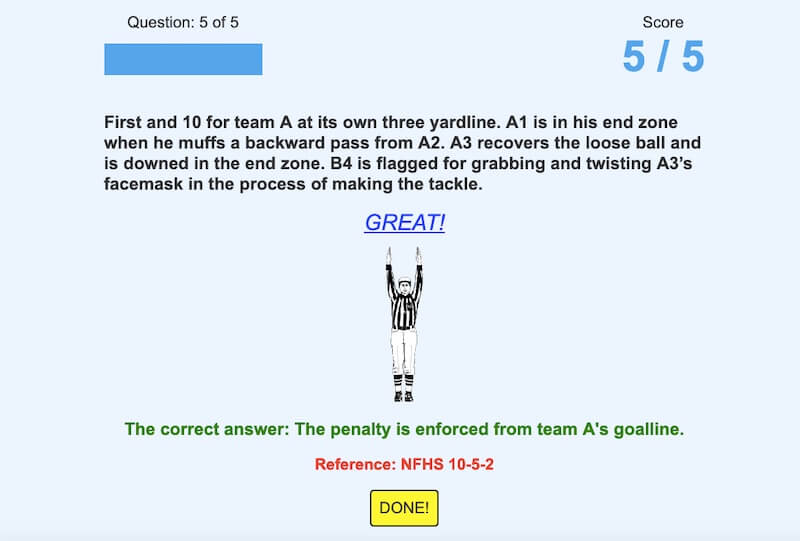 Question: 5 of 5
Score
5 / 5
First and 10 for team A at its own three yardline. A1 is in his end zone
when he muffs a backward pass from A2. A3 recovers the loose ball and
is downed in the end zone. B4 is flagged for grabbing and twisting A3’s
facemask in the process of making the tackle.
GREAT!
The correct answer: The penalty is enforced from team A's goalline.
Reference: NFHS 10-5-2
DONE!